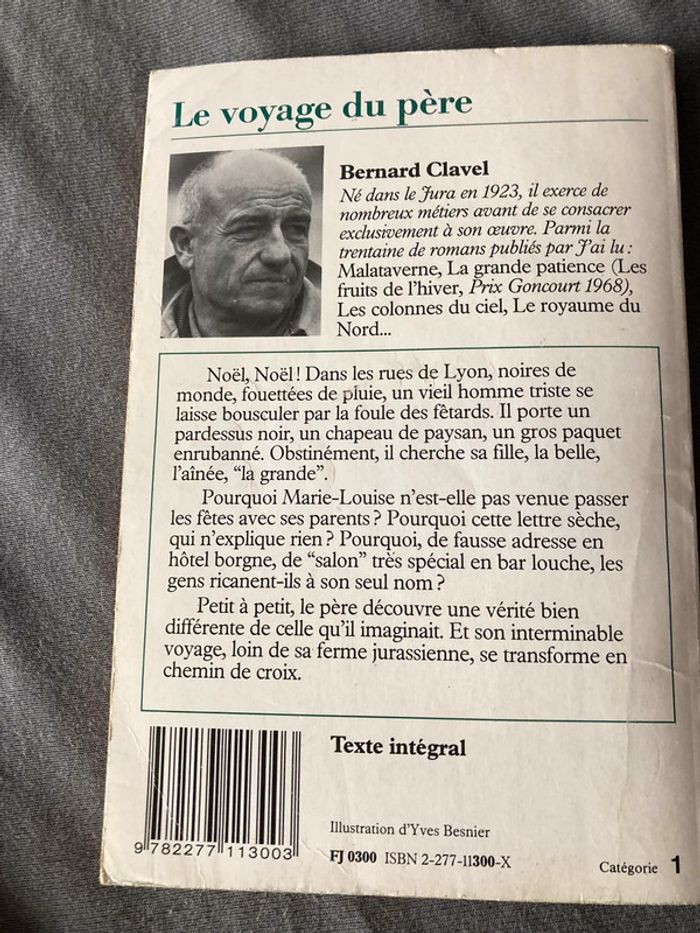 Le voyage du père
Bernard Clavel
Né dans le Jura en 1923, il exerce de
nombreux métiers avant de se consacrer
exclusivement à son œuvre. Parmi la
trentaine de romans publiés par J'ai lu :
Malataverne, La grande patience (Les
fruits de l'hiver, Prix Goncourt 1968),
Les colonnes du ciel, Le royaume du
Nord...
Noël, Noël ! Dans les rues de Lyon, noires de
monde, fouettées de pluie, un vieil homme triste se
laisse bousculer par la foule des fêtards. Il porte un
pardessus noir, un chapeau de paysan, un gros paquet
enrubanné. Obstinément, il cherche sa fille, la belle,
l'aînée, “la grande”.
Pourquoi Marie-Louise n'est-elle pas venue passer
les fêtes avec ses parents ? Pourquoi cette lettre sèche,
qui n'explique rien ? Pourquoi, de fausse adresse en
hôtel borgne, de “salon” très spécial en bar louche, les
gens ricanent-ils à son seul nom ?
Petit à petit, le père découvre une vérité bien
différente de celle qu'il imaginait. Et son interminable
voyage, loin de sa ferme jurassienne, se transforme en
chemin de croix.
Texte intégral
Illustration d'Yves Besnier
9 782277 113003
FJ 0300 ISBN 2-277-11300-X
Catégorie 1